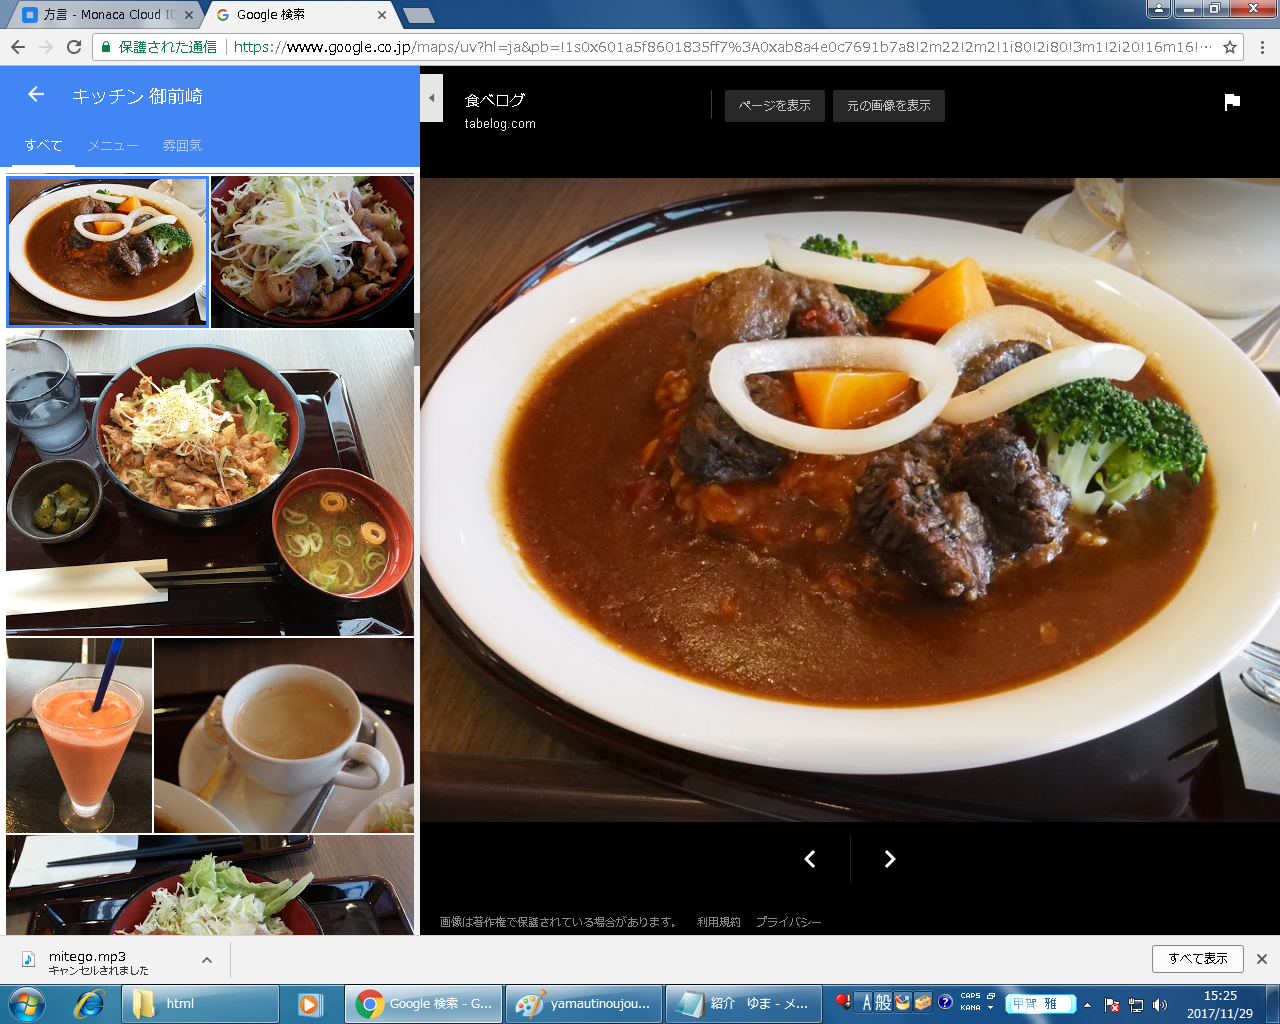 方言 - Monaca Cloud ID
Google 検索
保護された通信
https://www.google.co.jp/maps/uv?hl=ja&pb=!1s0x601a5f8601835ff7%3A0xab8a4e0c7691b7a8!2m22!2m2!1i80!2i80!3m1!2i20!16m16!…
キッチン 御前崎
すべて メニュー 雰囲気
食べログ
tabelog.com
ページを表示 元の画像を表示
画像は著作権で保護されている場合があります。 利用規約 プライバシー
mitego.mp3
キャンセルされました
すべて表示
html
Google 検索 - G...
yamautinoujou...
紹介 ゆま - メ...
A 般
CAPS
KANA
甲賀 雅
15:25
2017/11/29